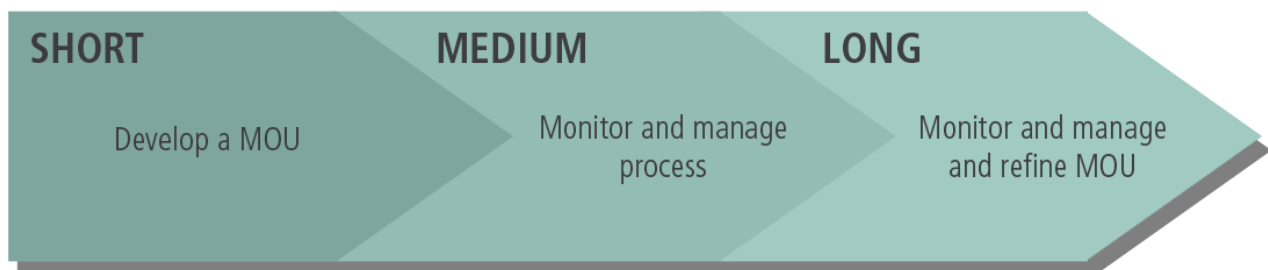 SHORT
Develop a MOU
MEDIUM
Monitor and manage
process
LONG
Monitor and manage
and refine MOU